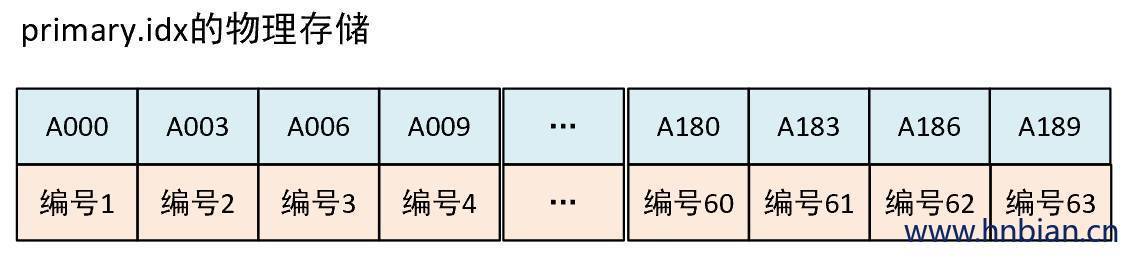 primary.idx的物理存储
A000 A003 A006 A009 ... A180 A183 A186 A189
编号1 编号2 编号3 编号4 ... 编号60 编号61 编号62 编号63
www.hnbian.cn